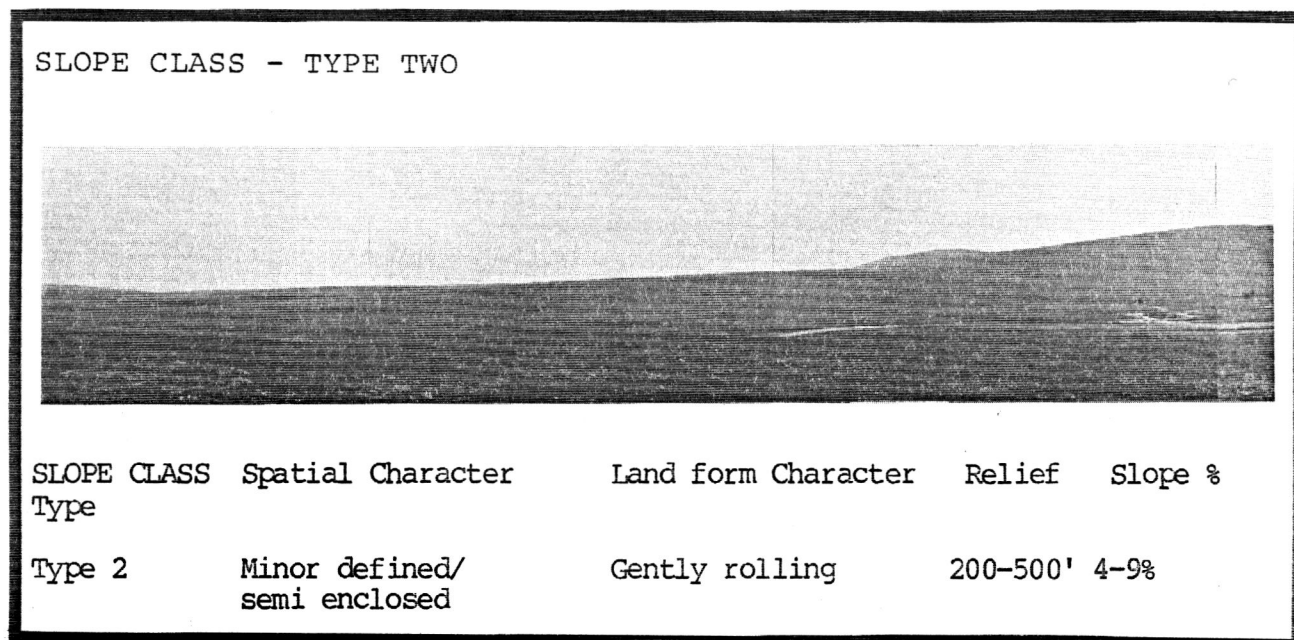 SLOPE CLASS - TYPE TWO
SLOPE CLASS Spatial Character Land form Character Relief Slope %
Type
Type 2 Minor defined/ Gently rolling 200-500' 4-9%
semi enclosed